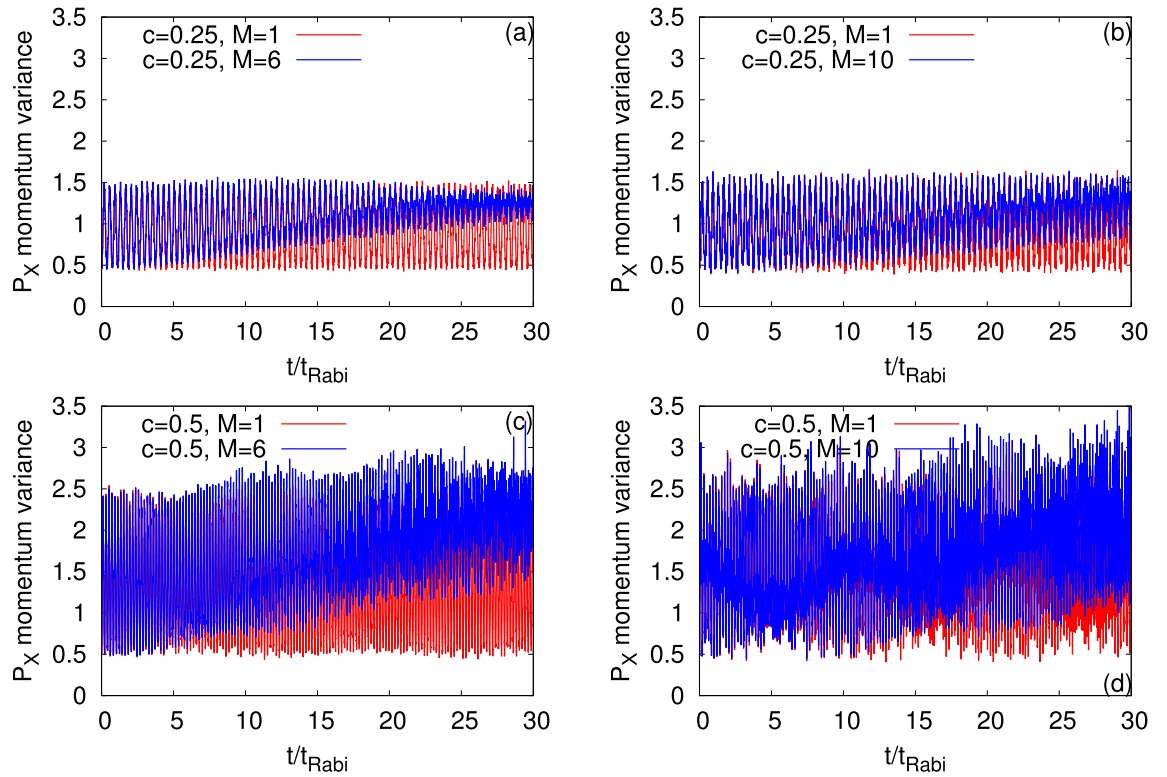 3.5
3
2.5
2
1.5
1
0.5
0
P_X momentum variance
c=0.25, M=1
c=0.25, M=6
(a)
0 5 10 15 20 25 30
t/t_Rabi
3.5
3
2.5
2
1.5
1
0.5
0
P_X momentum variance
c=0.25, M=1
c=0.25, M=10
(b)
0 5 10 15 20 25 30
t/t_Rabi
3.5
3
2.5
2
1.5
1
0.5
0
P_X momentum variance
c=0.5, M=1
c=0.5, M=6
(c)
0 5 10 15 20 25 30
t/t_Rabi
3.5
3
2.5
2
1.5
1
0.5
0
P_X momentum variance
c=0.5, M=1
c=0.5, M=10
(d)
0 5 10 15 20 25 30
t/t_Rabi